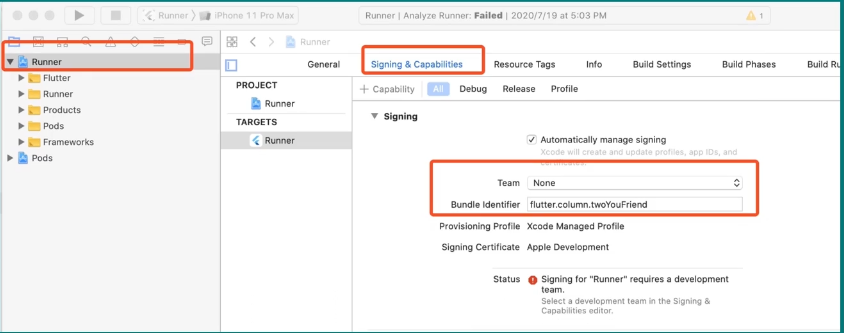 Runner
iPhone 11 Pro Max
Runner | Analyze Runner: Failed | 2020/7/19 at 5:03 PM
1
Runner
Runner
General
Signing & Capabilities
Resource Tags
Info
Build Settings
Build Phases
Build Ru
Flutter
Runner
Products
Pods
Frameworks
Pods
PROJECT
Runner
TARGETS
Runner
+ Capability
All
Debug
Release
Profile
Signing
Automatically manage signing
Xcode will create and update profiles, app IDs, and
certificates.
Team
None
Bundle Identifier
flutter.column.twoYouFriend
Provisioning Profile
Xcode Managed Profile
Signing Certificate
Apple Development
Status
Signing for "Runner" requires a development
team.
Select a development team in the Signing &
Capabilities editor.